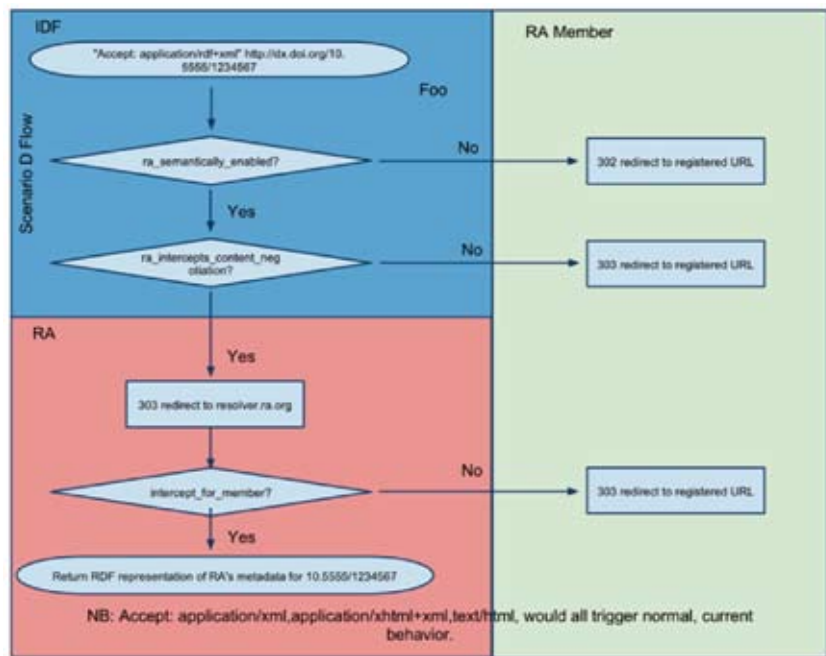 IDF
RA Member
"Accept: application/rdf+xml" http://dx.doi.org/10.
5555/1234567
Foo
Scenario D Flow
ra_semantically_enabled?
No
302 redirect to registered URL
Yes
ra_intercepts_content_neg
otiation?
No
303 redirect to registered URL
RA
Yes
303 redirect to resolver.ra.org
intercept_for_member?
No
303 redirect to registered URL
Yes
Return RDF representation of RA's metadata for 10.5555/1234567
NB: Accept: application/xml,application/xhtml+xml,text/html, would all trigger normal, current
behavior.